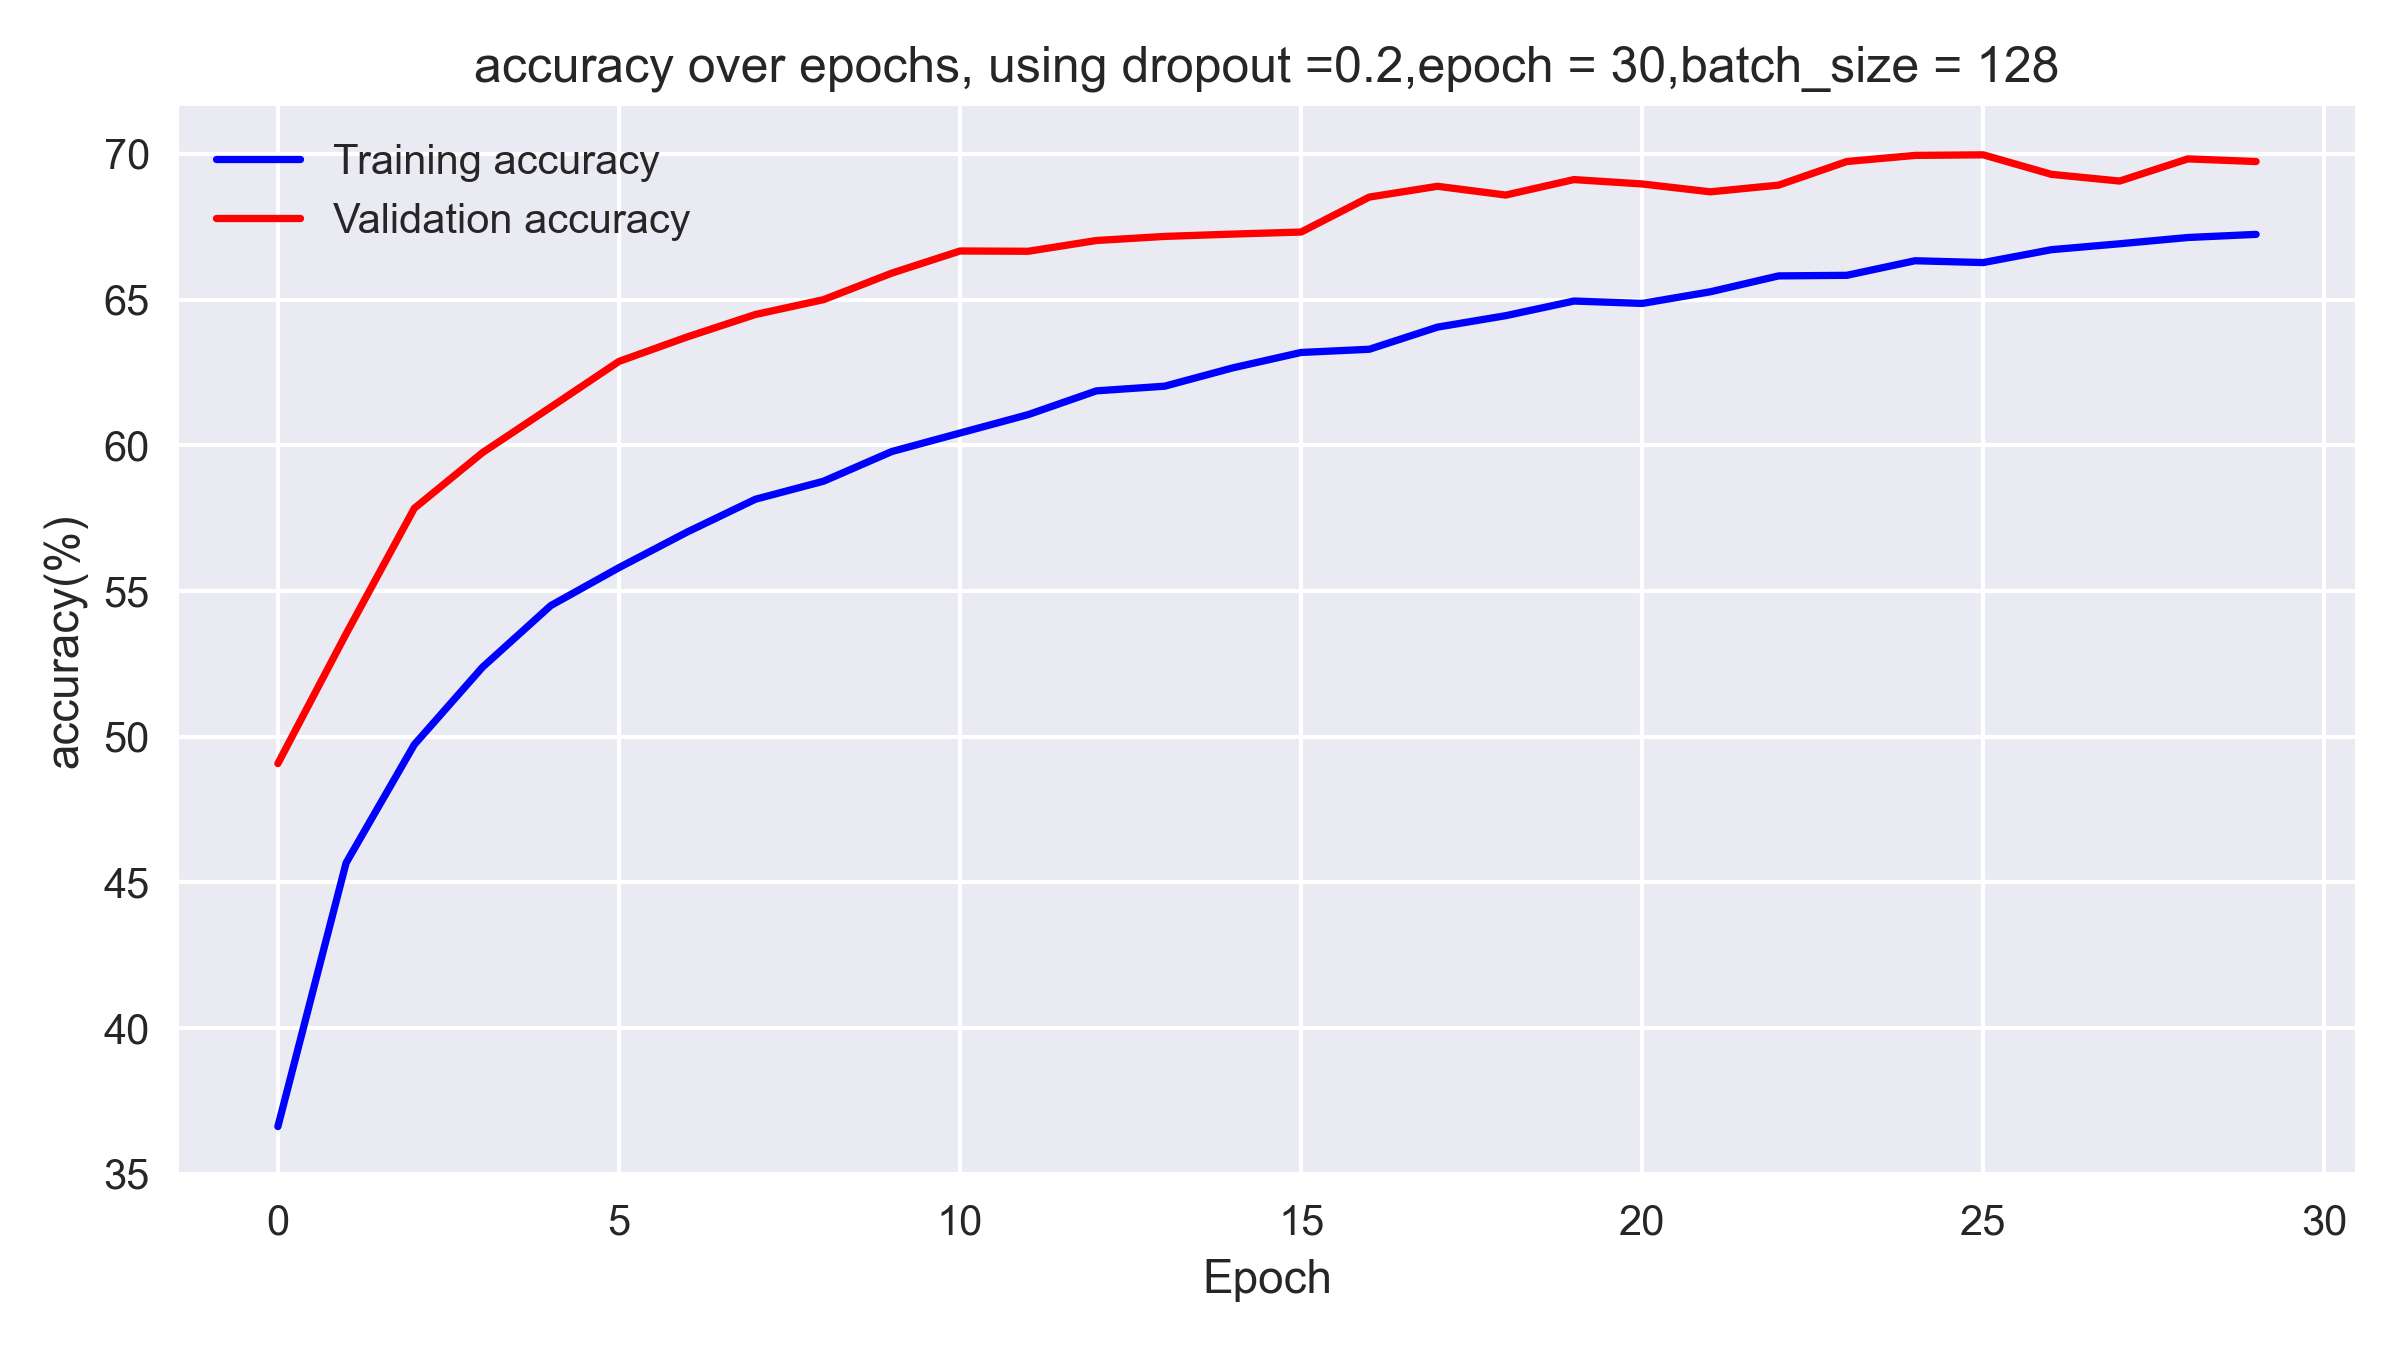 accuracy over epochs, using dropout =0.2,epoch = 30,batch_size = 128
Training accuracy
Validation accuracy
accuracy(%)
70
65
60
55
50
45
40
35
0 5 10 15 20 25 30
Epoch